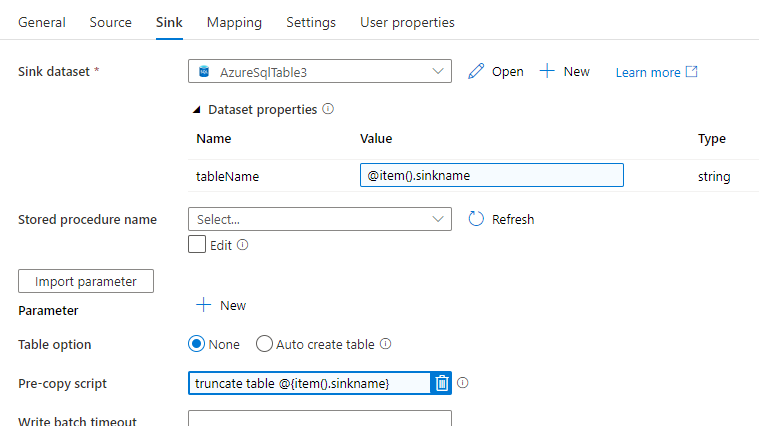 General Source Sink Mapping Settings User properties
Sink dataset * AzureSqlTable3 Open New Learn more
Dataset properties
Name Value Type
tableName @item().sinkname string
Stored procedure name Select... Refresh
Edit
Import parameter
Parameter New
Table option None Auto create table
Pre-copy script truncate table @{item().sinkname}
Write batch timeout